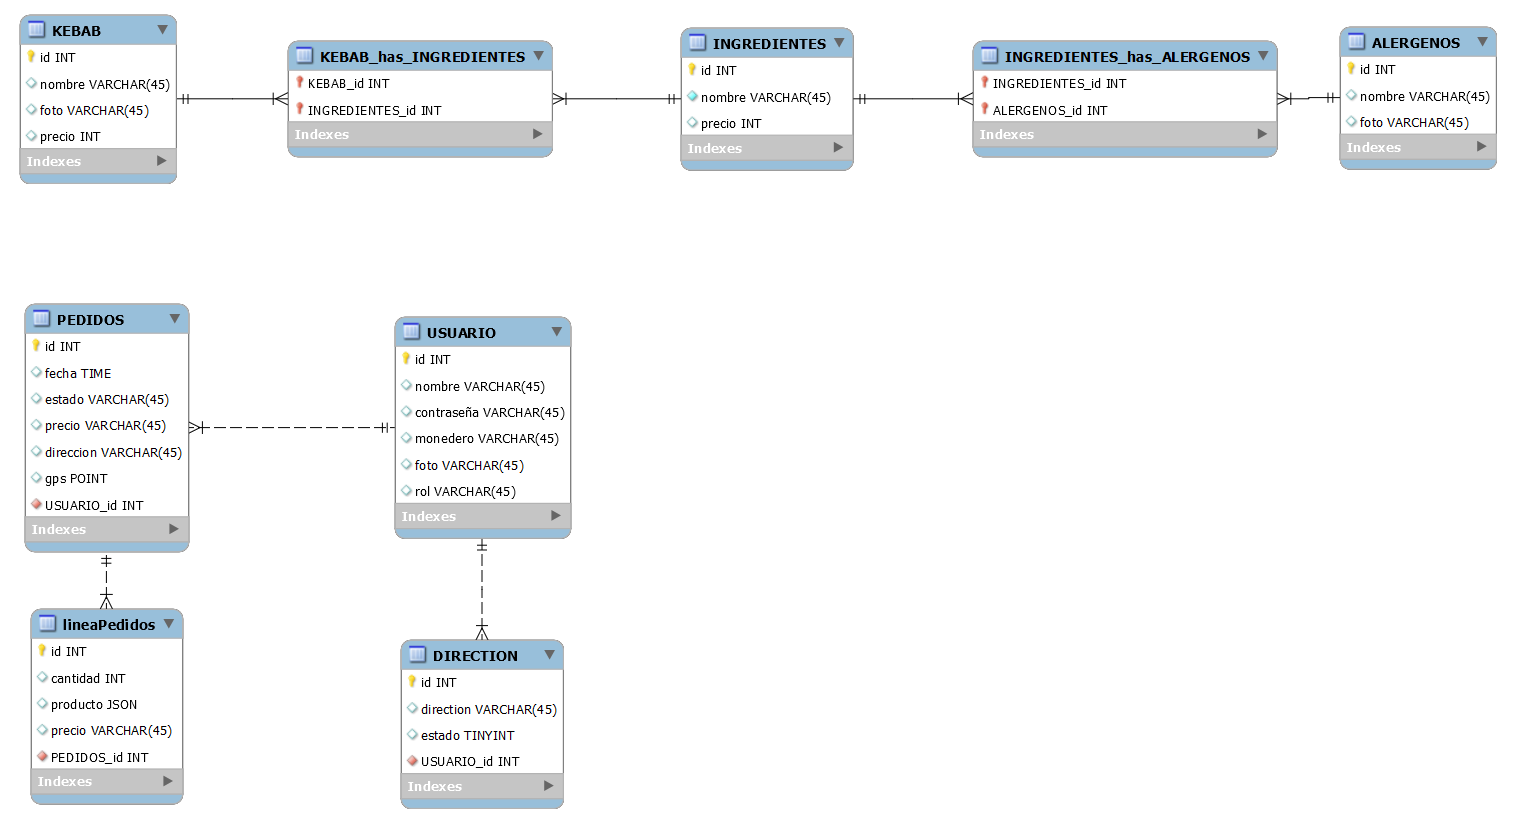 KEBAB
id INT
nombre VARCHAR(45)
foto VARCHAR(45)
precio INT
Indexes
KEBAB_has_INGREDIENTES
KEBAB_id INT
INGREDIENTES_id INT
Indexes
INGREDIENTES
id INT
nombre VARCHAR(45)
precio INT
Indexes
INGREDIENTES_has_ALERGENOS
INGREDIENTES_id INT
ALERGENOS_id INT
Indexes
ALERGENOS
id INT
nombre VARCHAR(45)
foto VARCHAR(45)
Indexes
PEDIDOS
id INT
fecha TIME
estado VARCHAR(45)
precio VARCHAR(45)
direccion VARCHAR(45)
gps POINT
USUARIO_id INT
Indexes
USUARIO
id INT
nombre VARCHAR(45)
contraseña VARCHAR(45)
monedero VARCHAR(45)
foto VARCHAR(45)
rol VARCHAR(45)
Indexes
lineaPedidos
id INT
cantidad INT
producto JSON
precio VARCHAR(45)
PEDIDOS_id INT
Indexes
DIRECTION
id INT
direction VARCHAR(45)
estado TINYINT
USUARIO_id INT
Indexes